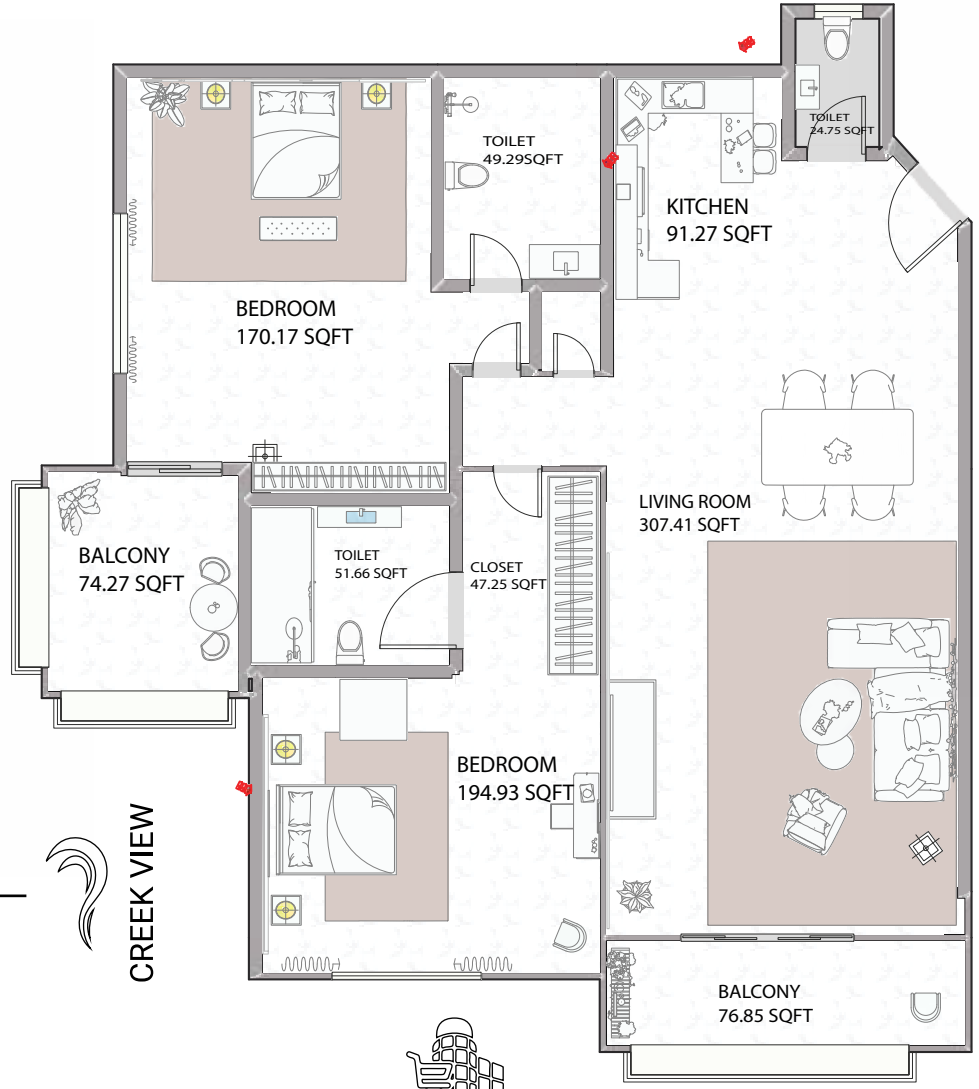 TOILET
24.75 SQFT
TOILET
49.29SQFT
KITCHEN
91.27 SQFT
BEDROOM
170.17 SQFT
LIVING ROOM
307.41 SQFT
BALCONY
74.27 SQFT
TOILET
51.66 SQFT
CLOSET
47.25 SQFT
BEDROOM
194.93 SQFT
CREEK VIEW
BALCONY
76.85 SQFT